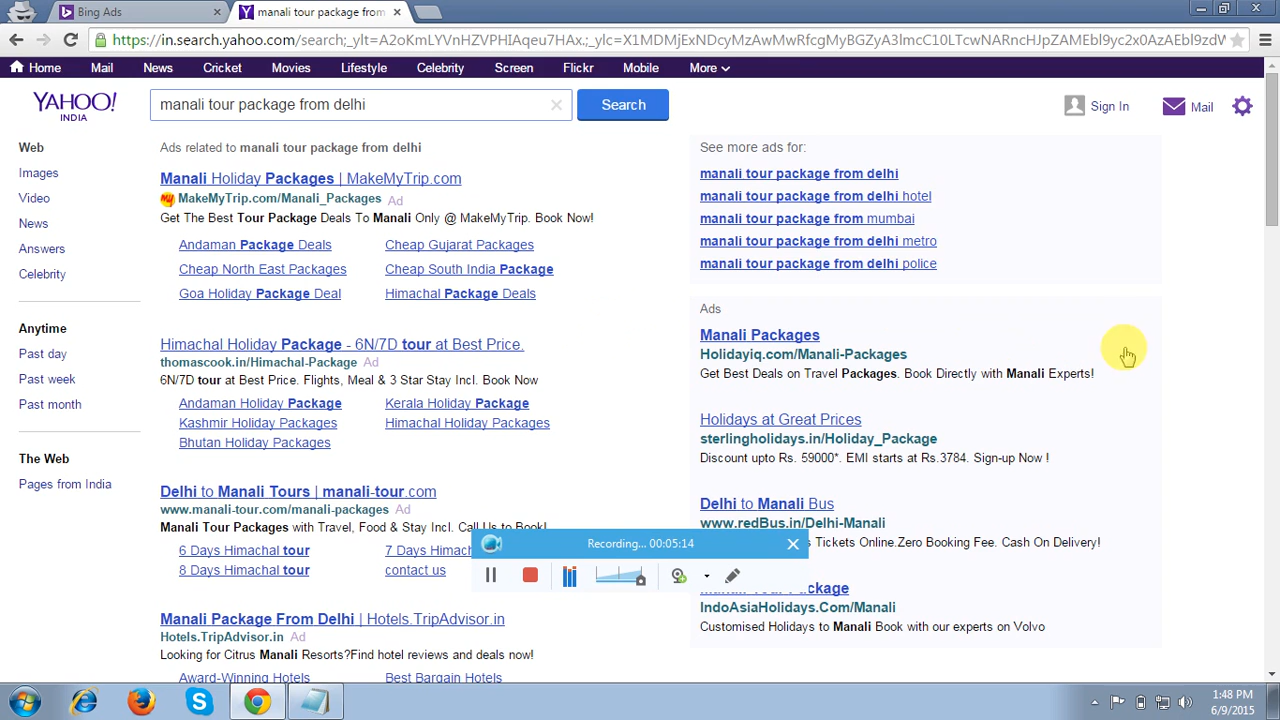 Bing Ads
manali tour package from
https://in.search.yahoo.com/search;_ylt=A2oKmLYVnHZVPHIAqeu7HAx.;_ylc=X1MDMjExNDcyMzAwMwRfcgMyBGZyA3lmcC10LTcwNARncHJpZAMEbl9yc2x0AzAEbl9zdW
Home Mail News Cricket Movies Lifestyle Celebrity Screen Flickr Mobile More
YAHOO!
INDIA
manali tour package from delhi
Search
Sign In
Mail
Web
Images
Video
News
Answers
Celebrity
Anytime
Past day
Past week
Past month
The Web
Pages from India
Ads related to manali tour package from delhi
Manali Holiday Packages | MakeMyTrip.com
MakeMyTrip.com/Manali_Packages Ad
Get The Best Tour Package Deals To Manali Only @ MakeMyTrip. Book Now!
Andaman Package Deals Cheap Gujarat Packages
Cheap North East Packages Cheap South India Package
Goa Holiday Package Deal Himachal Package Deals
Himachal Holiday Package - 6N/7D tour at Best Price.
thomascook.in/Himachal-Package Ad
6N/7D tour at Best Price. Flights, Meal & 3 Star Stay Incl. Book Now
Andaman Holiday Package Kerala Holiday Package
Kashmir Holiday Packages Himachal Holiday Packages
Bhutan Holiday Packages
Delhi to Manali Tours | manali-tour.com
www.manali-tour.com/manali-packages Ad
Manali Tour Packages with Travel, Food & Stay Incl. Call Us to Book!
6 Days Himachal tour 7 Days Himach
8 Days Himachal tour contact us
Manali Package From Delhi | Hotels.TripAdvisor.in
Hotels.TripAdvisor.in Ad
Looking for Citrus Manali Resorts?Find hotel reviews and deals now!
Award-Winning Hotels Best Bargain Hotels
See more ads for:
manali tour package from delhi
manali tour package from delhi hotel
manali tour package from mumbai
manali tour package from delhi metro
manali tour package from delhi police
Ads
Manali Packages
Holidayiq.com/Manali-Packages
Get Best Deals on Travel Packages. Book Directly with Manali Experts!
Holidays at Great Prices
sterlingholidays.in/Holiday_Package
Discount upto Rs. 59000*. EMI starts at Rs.3784. Sign-up Now !
Delhi to Manali Bus
www.redBus.in/Delhi-Manali
s Tickets Online.Zero Booking Fee. Cash On Delivery!
Manali Tour Package
IndoAsiaHolidays.Com/Manali
Customised Holidays to Manali Book with our experts on Volvo
Recording... 00:05:14
1:48 PM
6/9/2015